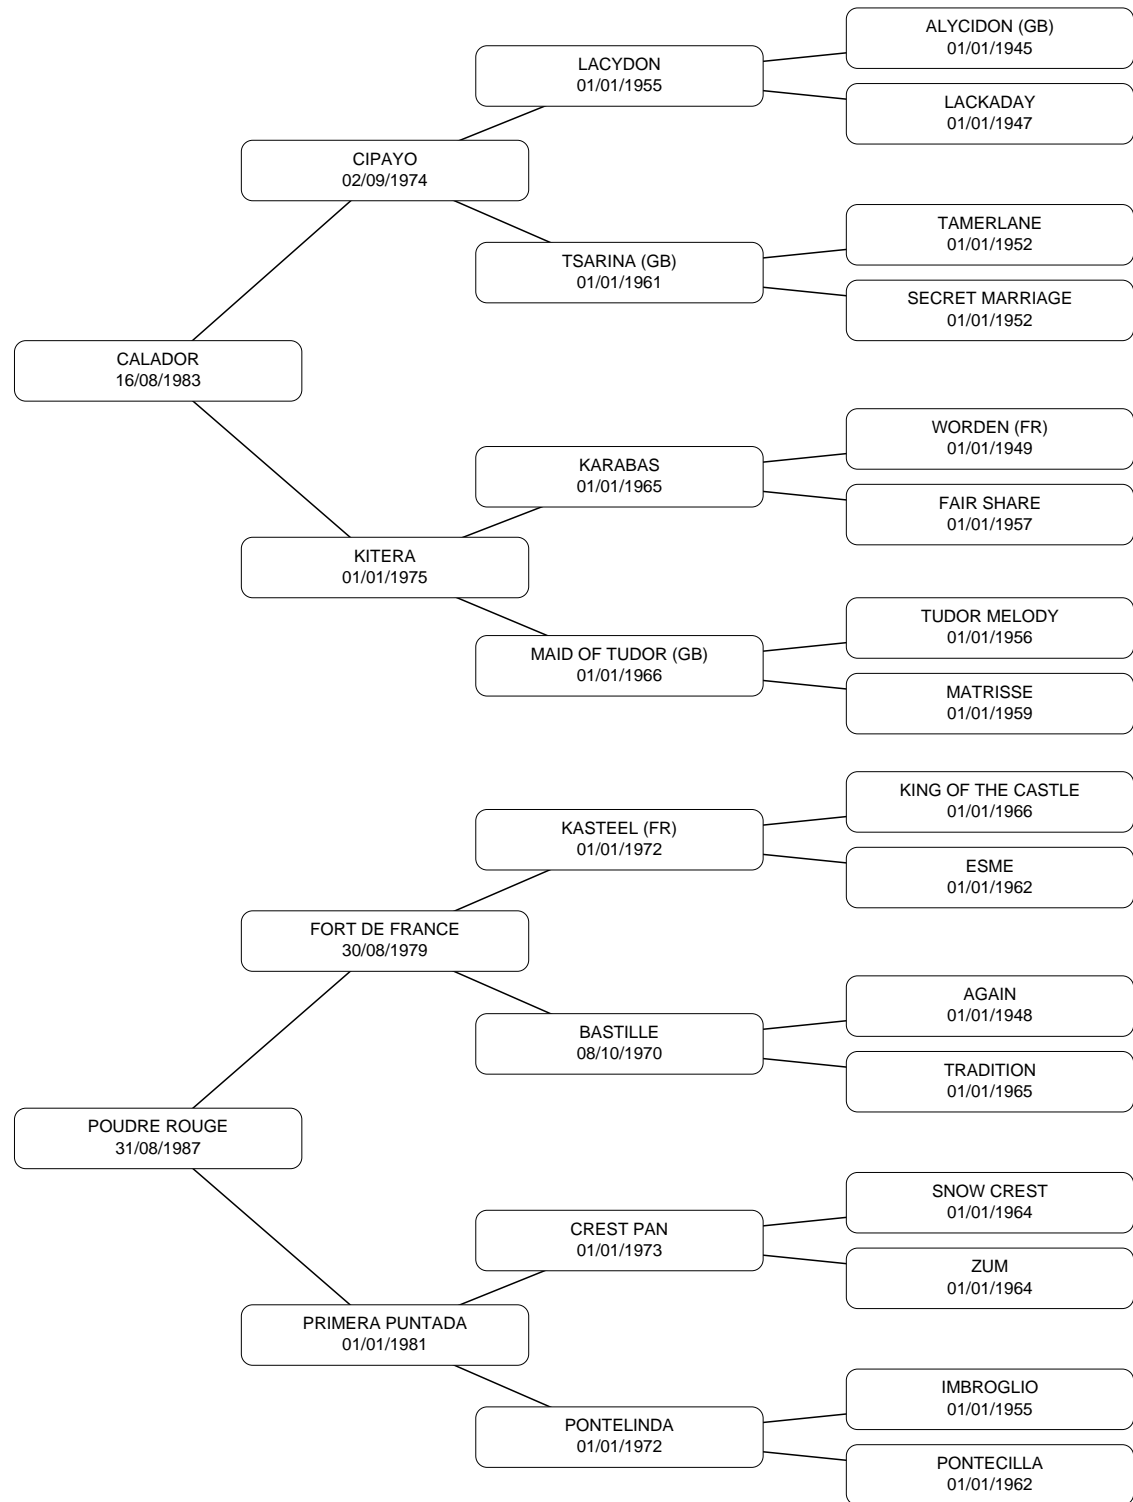 ALYCIDON (GB)
01/01/1945
LACYDON
01/01/1955
LACKADAY
01/01/1947
CIPAYO
02/09/1974
TAMERLANE
01/01/1952
TSARINA (GB)
01/01/1961
SECRET MARRIAGE
01/01/1952
CALADOR
16/08/1983
WORDEN (FR)
01/01/1949
KARABAS
01/01/1965
FAIR SHARE
01/01/1957
KITERA
01/01/1975
TUDOR MELODY
01/01/1956
MAID OF TUDOR (GB)
01/01/1966
MATRISSE
01/01/1959
KING OF THE CASTLE
01/01/1966
KASTEEL (FR)
01/01/1972
ESME
01/01/1962
FORT DE FRANCE
30/08/1979
AGAIN
01/01/1948
BASTILLE
08/10/1970
TRADITION
01/01/1965
POUDRE ROUGE
31/08/1987
SNOW CREST
01/01/1964
CREST PAN
01/01/1973
ZUM
01/01/1964
PRIMERA PUNTADA
01/01/1981
IMBROGLIO
01/01/1955
PONTELINDA
01/01/1972
PONTECILLA
01/01/1962